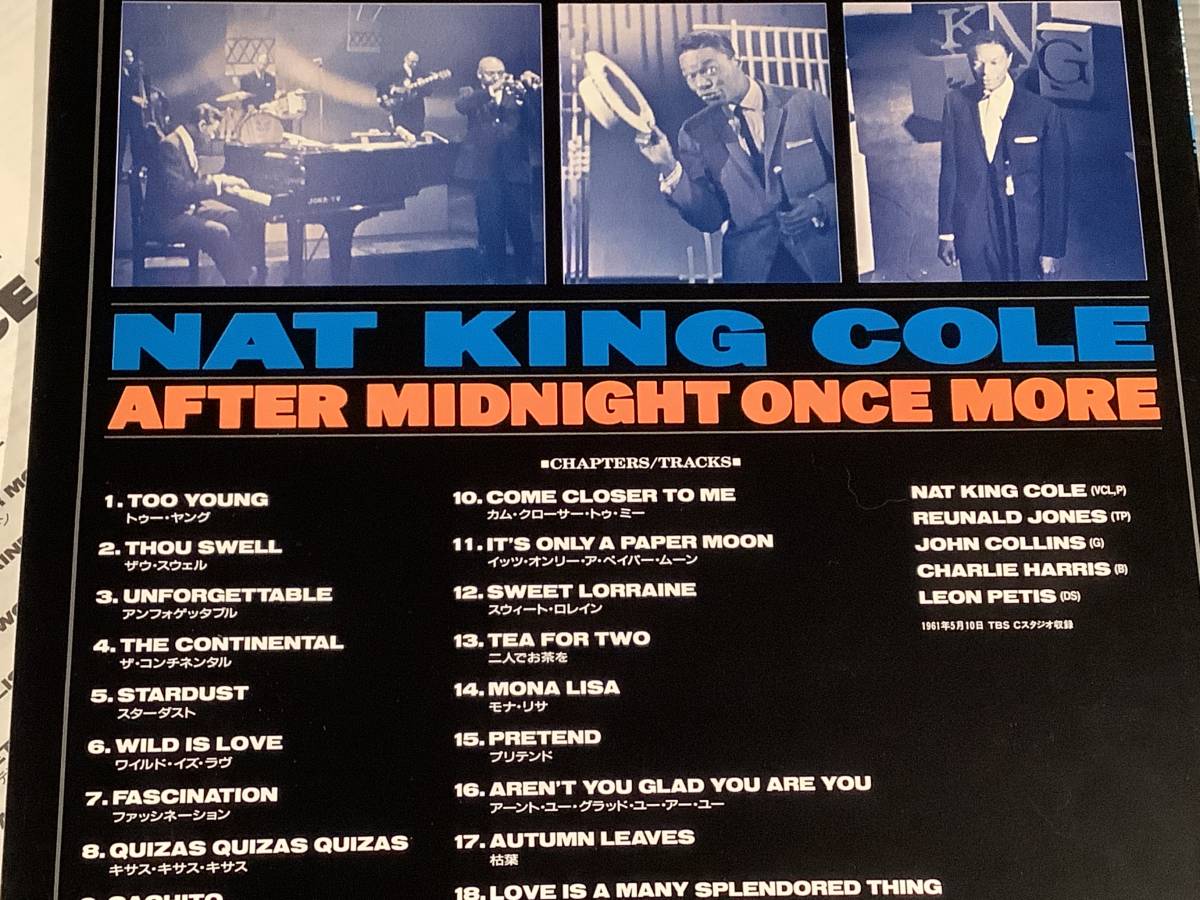 KNG
JOKR-TV
NAT KING COLE
AFTER MIDNIGHT ONCE MORE
■CHAPTERS/TRACKS■
1. TOO YOUNG
トゥー・ヤング
2. THOU SWELL
ザウ・スウェル
3. UNFORGETTABLE
アンフォゲッタブル
4. THE CONTINENTAL
ザ・コンチネンタル
5. STARDUST
スターダスト
6. WILD IS LOVE
ワイルド・イズ・ラヴ
7. FASCINATION
ファッシネーション
8. QUIZAS QUIZAS QUIZAS
キサス・キサス・キサス
10. COME CLOSER TO ME
カム・クローサー・トゥ・ミー
11. IT'S ONLY A PAPER MOON
イッツ・オンリー・ア・ペイパー・ムーン
12. SWEET LORRAINE
スウィート・ロレイン
13. TEA FOR TWO
二人でお茶を
14. MONA LISA
モナ・リサ
15. PRETEND
プリテンド
16. AREN'T YOU GLAD YOU ARE YOU
アーント・ユー・グラッド・ユー・アー・ユー
17. AUTUMN LEAVES
枯葉
18. LOVE IS A MANY SPLENDORED THING
NAT KING COLE (VCL,P)
REUNALD JONES (TP)
JOHN COLLINS (G)
CHARLIE HARRIS (B)
LEON PETIS (DS)
1961年5月10日 TBS Cスタジオ収録